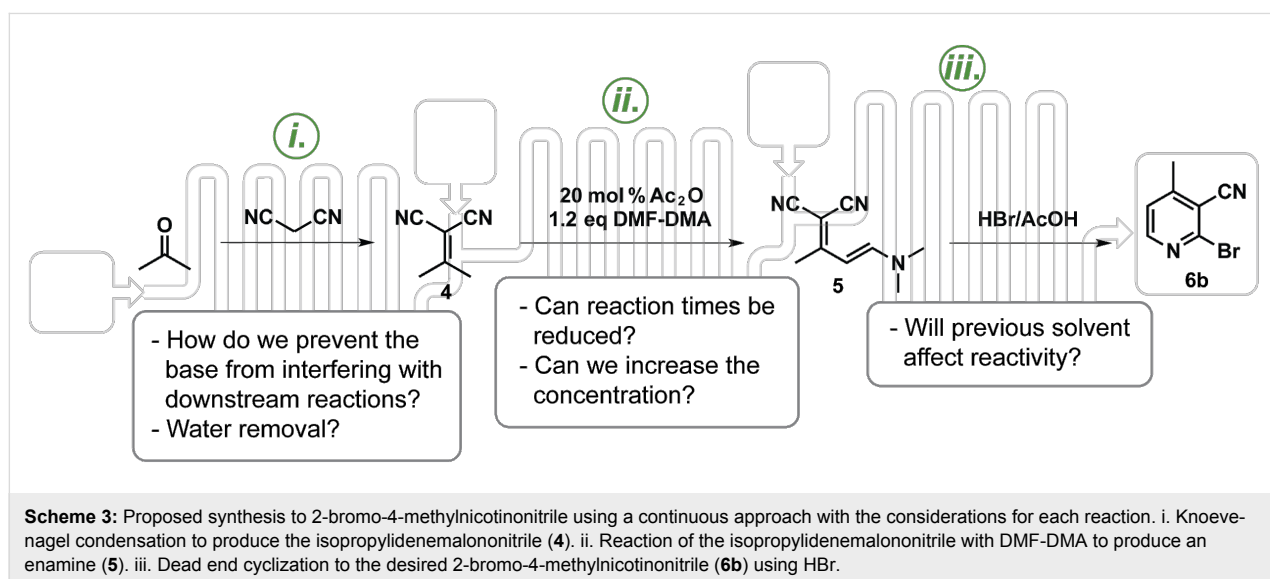 i.
ii.
iii.
O
NC CN
NC CN
4
20 mol % Ac2O
1.2 eq DMF-DMA
NC CN
N
5
HBr/AcOH
CN
N Br
6b
- How do we prevent the
base from interfering with
downstream reactions?
- Water removal?
- Can reaction times be
reduced?
- Can we increase the
concentration?
- Will previous solvent
affect reactivity?
Scheme 3: Proposed synthesis to 2-bromo-4-methylnicotinonitrile using a continuous approach with the considerations for each reaction. i. Knoeve-
nagel condensation to produce the isopropylidenemalononitrile (4). ii. Reaction of the isopropylidenemalononitrile with DMF-DMA to produce an
enamine (5). iii. Dead end cyclization to the desired 2-bromo-4-methylnicotinonitrile (6b) using HBr.